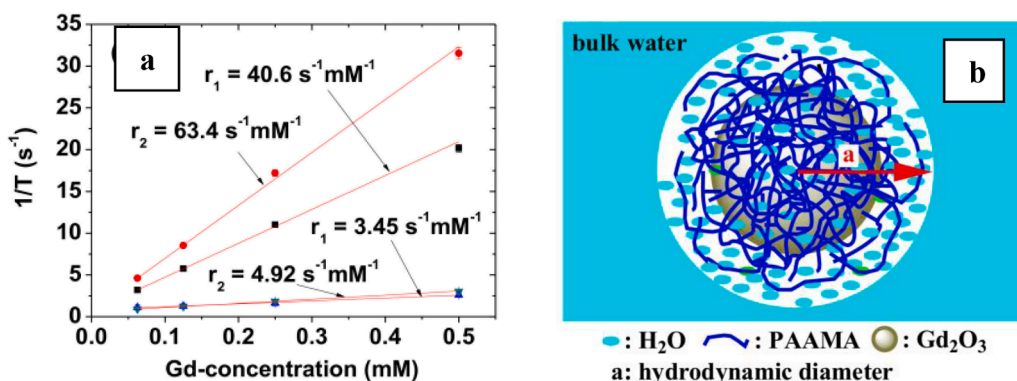 a
35
30
25
20
15
10
5
0
1/T (s⁻¹)
r₁ = 40.6 s⁻¹mM⁻¹
r₂ = 63.4 s⁻¹mM⁻¹
r₁ = 3.45 s⁻¹mM⁻¹
r₂ = 4.92 s⁻¹mM⁻¹
0.0 0.1 0.2 0.3 0.4 0.5
Gd-concentration (mM)
bulk water
b
a
: H₂O : PAAMA : Gd₂O₃
a: hydrodynamic diameter